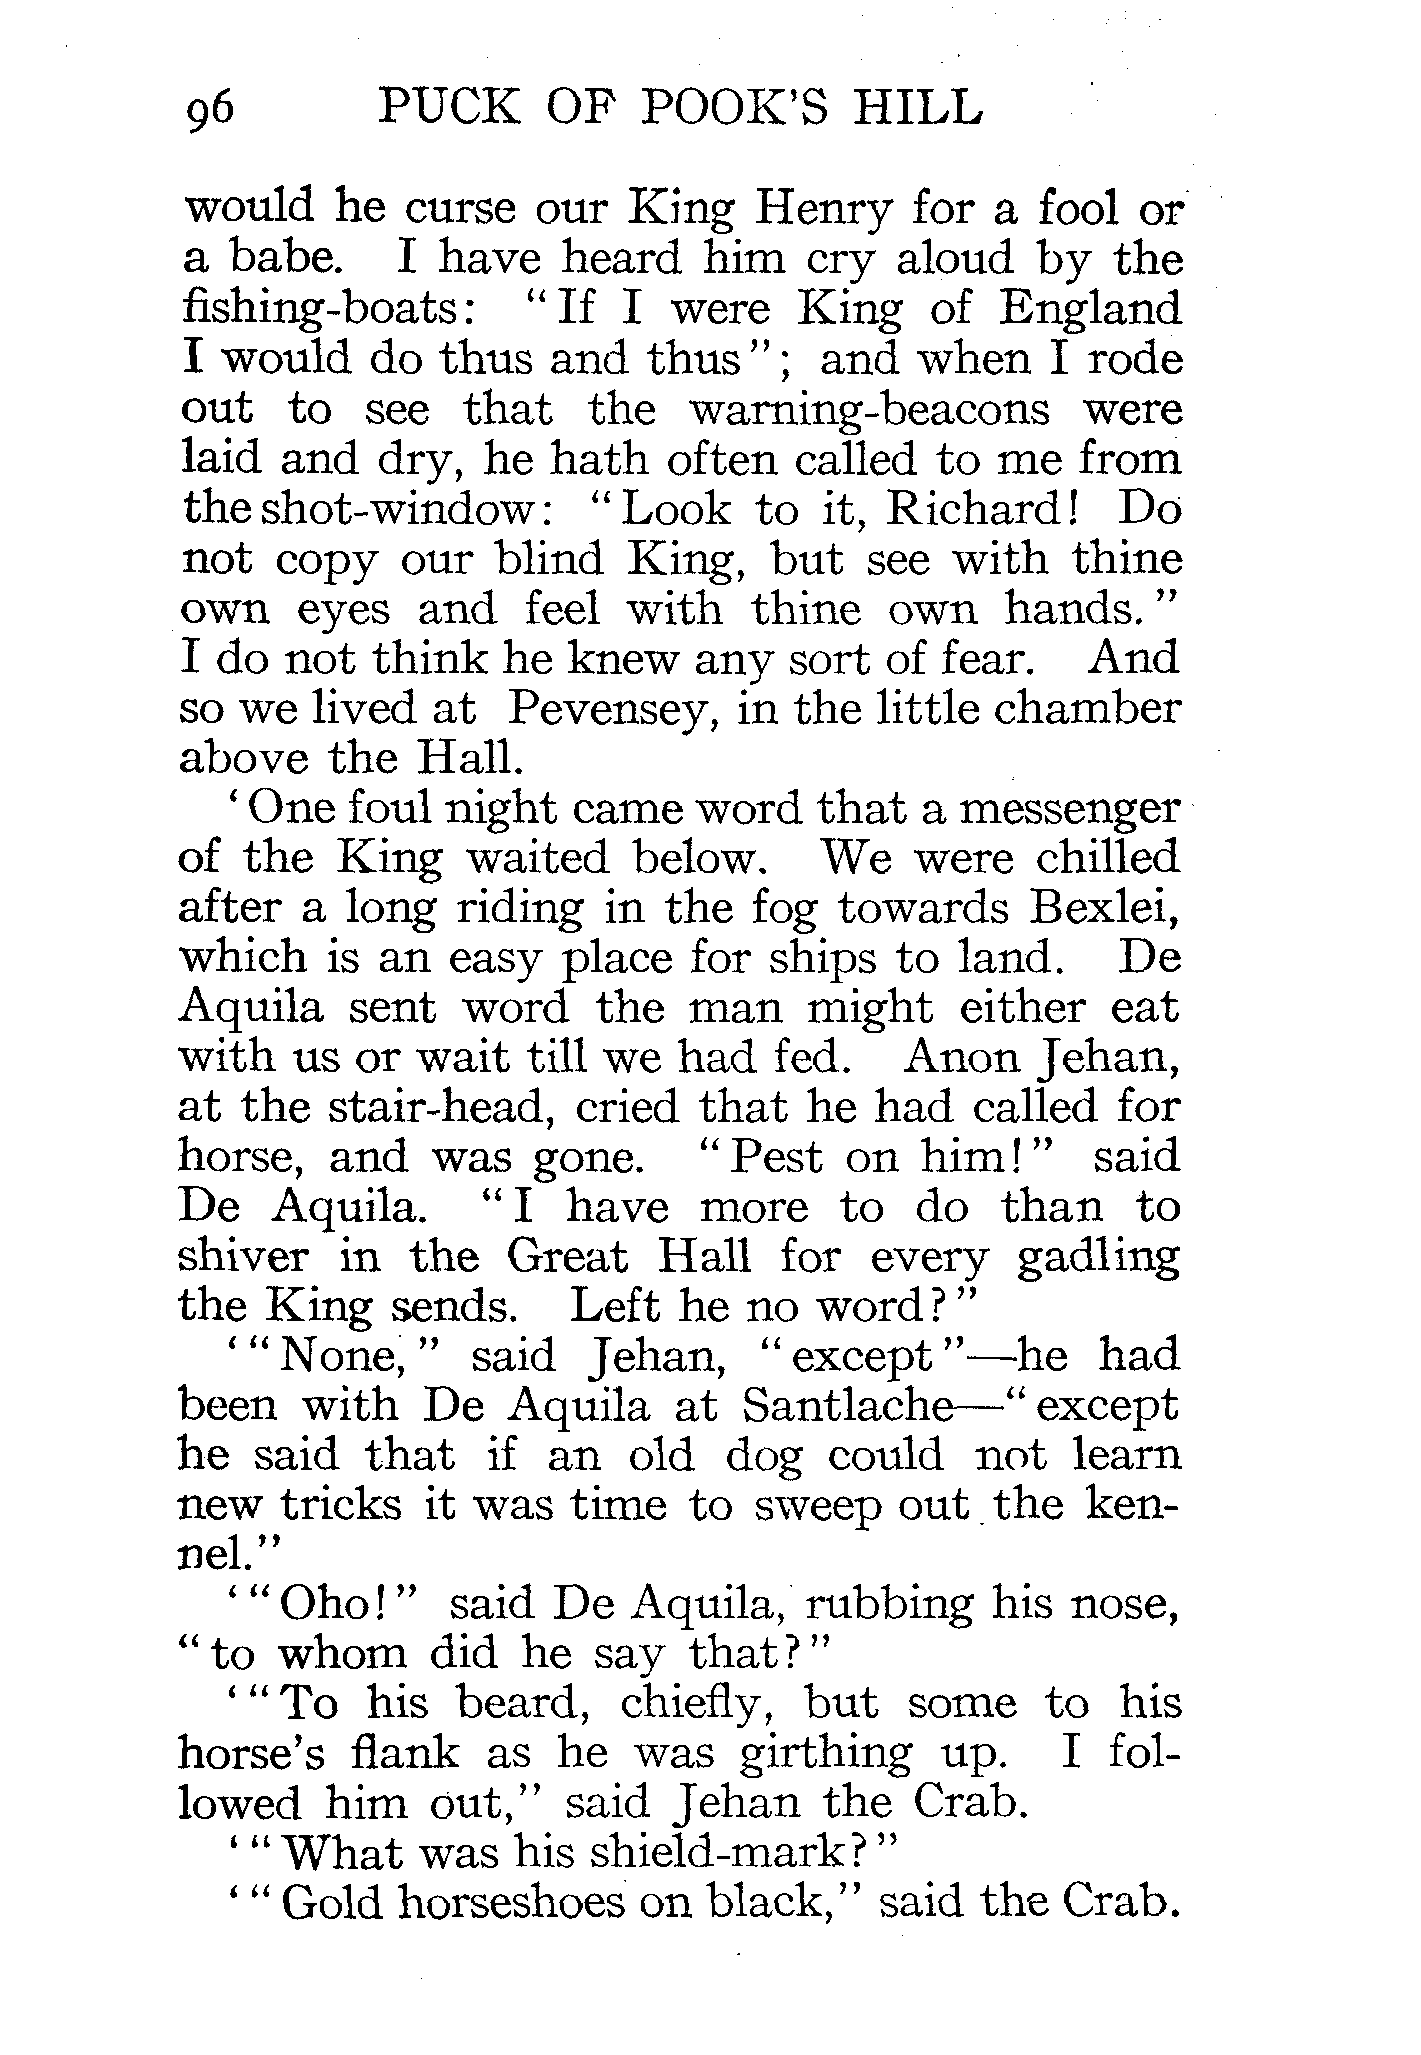 96 PUCK OF POOK'S HILL
would he curse our King Henry for a fool or
a babe. I have heard him cry aloud by the
fishing-boats: "If I were King of England
I would do thus and thus"; and when I rode
out to see that the warning-beacons were
laid and dry, he hath often called to me from
the shot-window: "Look to it, Richard! Do
not copy our blind King, but see with thine
own eyes and feel with thine own hands."
I do not think he knew any sort of fear. And
so we lived at Pevensey, in the little chamber
above the Hall.
'One foul night came word that a messenger
of the King waited below. We were chilled
after a long riding in the fog towards Bexlei,
which is an easy place for ships to land. De
Aquila sent word the man might either eat
with us or wait till we had fed. Anon Jehan,
at the stair-head, cried that he had called for
horse, and was gone. "Pest on him!" said
De Aquila. "I have more to do than to
shiver in the Great Hall for every gadling
the King sends. Left he no word?"
'"None," said Jehan, "except"—he had
been with De Aquila at Santlache—"except
he said that if an old dog could not learn
new tricks it was time to sweep out the ken-
nel."
'"Oho!" said De Aquila, rubbing his nose,
"to whom did he say that?"
'"To his beard, chiefly, but some to his
horse's flank as he was girthing up. I fol-
lowed him out," said Jehan the Crab.
'"What was his shield-mark?"
'"Gold horseshoes on black," said the Crab.